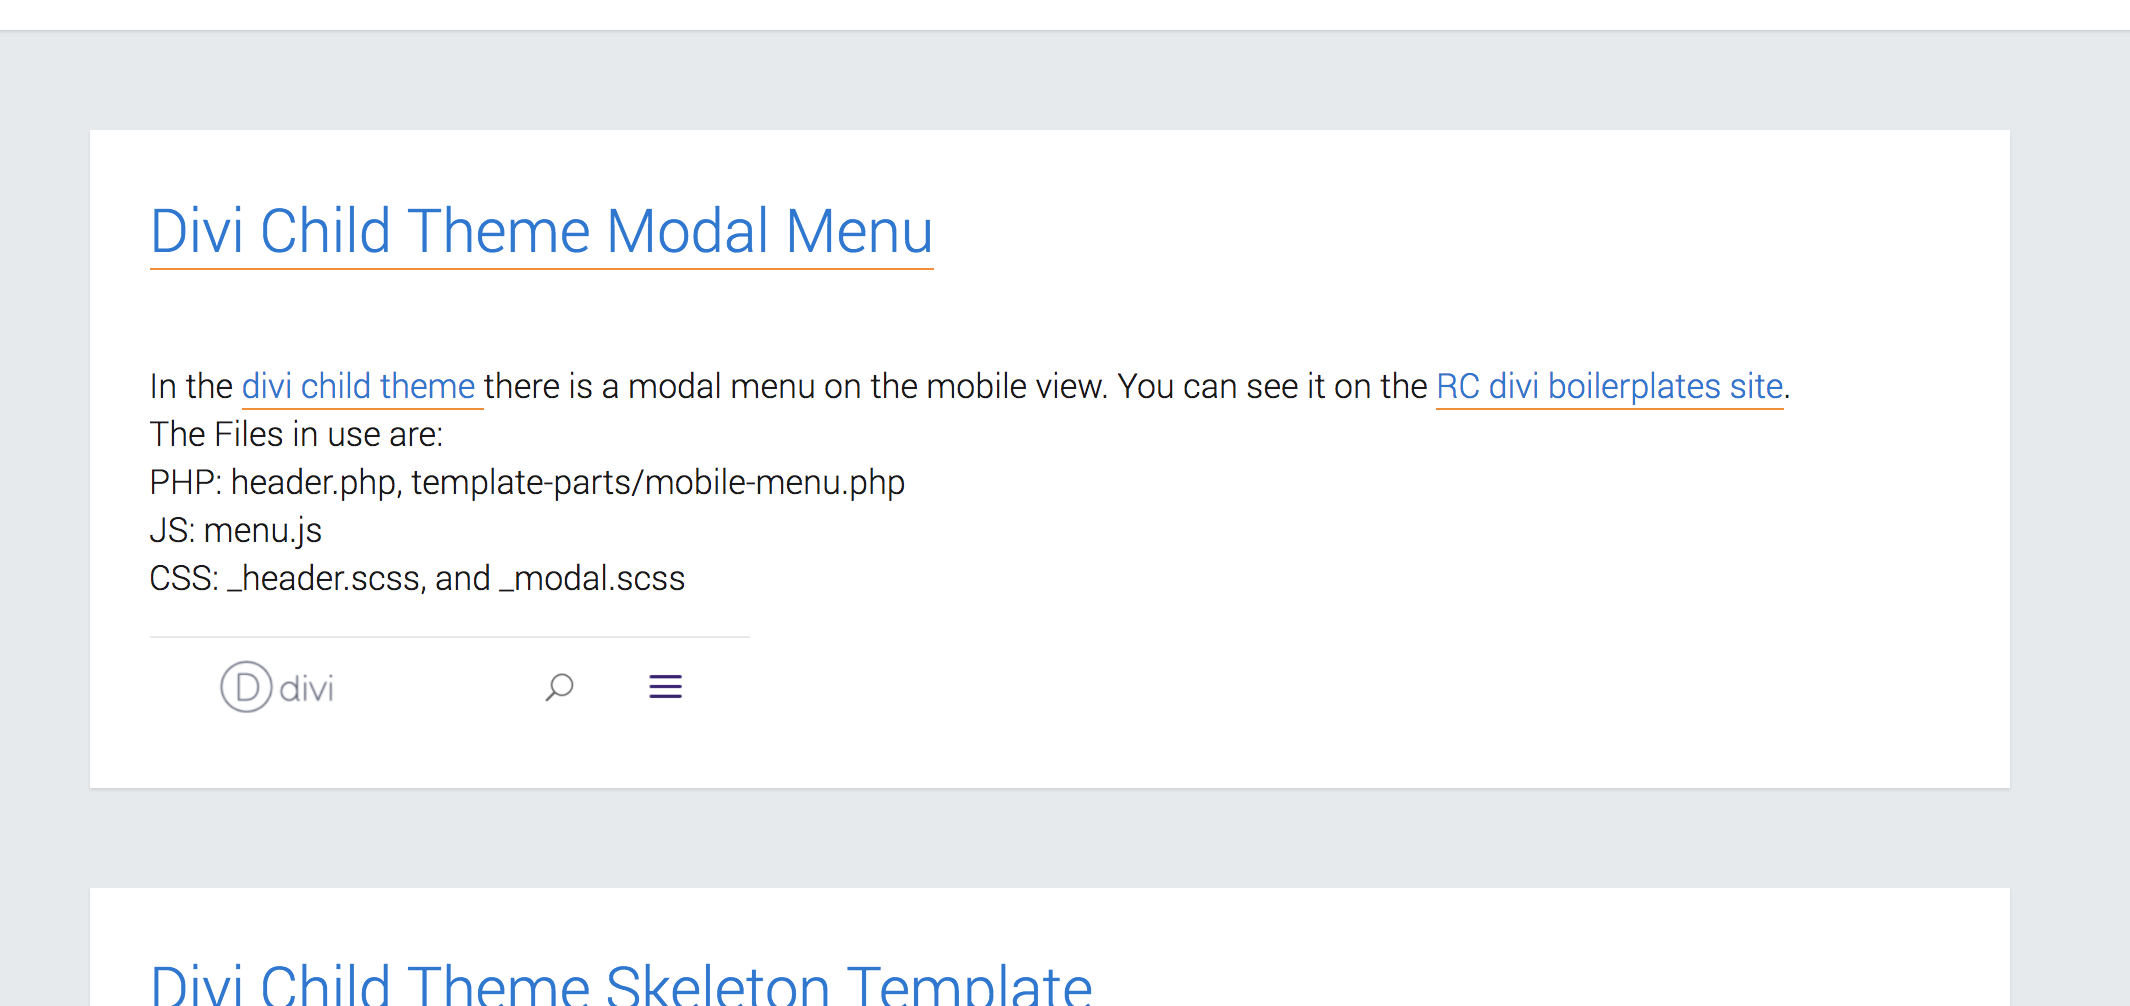 Divi Child Theme Modal Menu
In the divi child theme there is a modal menu on the mobile view. You can see it on the RC divi boilerplates site.
The Files in use are:
PHP: header.php, template-parts/mobile-menu.php
JS: menu.js
CSS: _header.scss, and _modal.scss
D divi
Divi Child Theme Skeleton Template